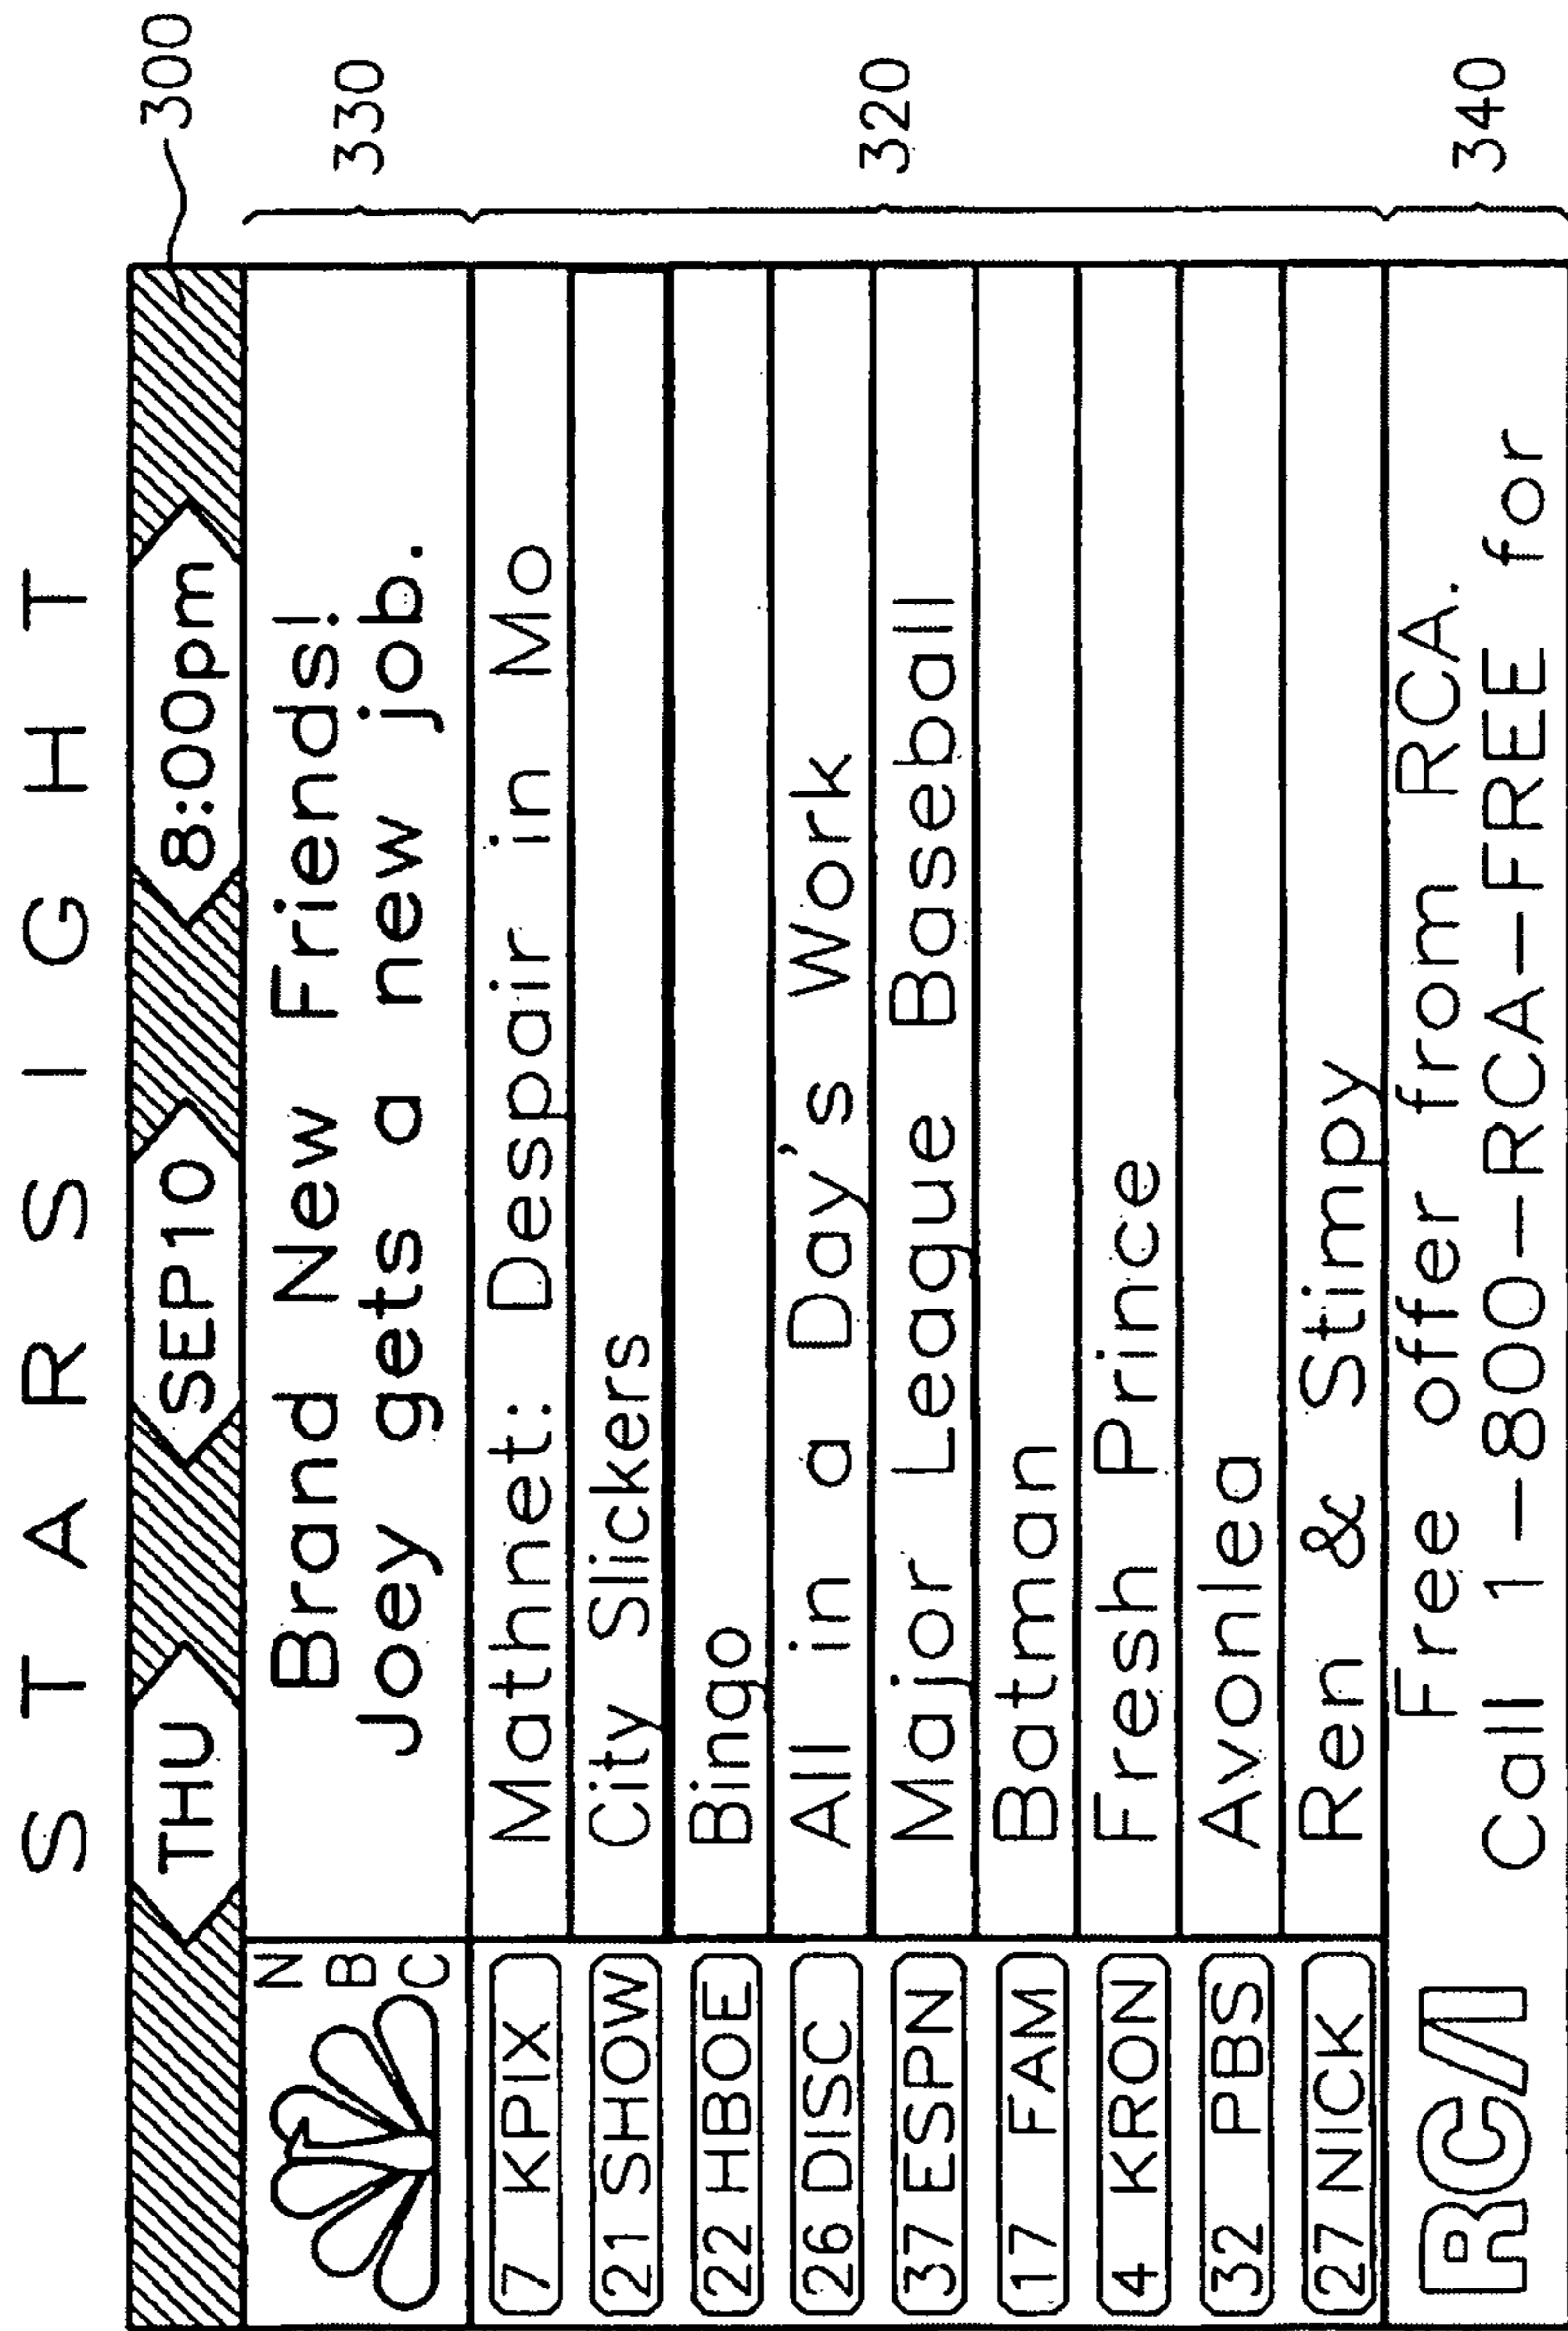 STARSIGHT
THU SEP10 8:00pm 300
NBC Brand New Friends!
Joey gets a new job. 330
7 KPIX Mathnet: Despair in Mo
21 SHOW City Slickers
22 HBOE Bingo
26 DISC All in a Day's Work
37 ESPN Major League Baseball 320
17 FAM Batman
4 KRON Fresh Prince
32 PBS Avonlea
27 NICK Ren & Stimpy
RCA Free offer from RCA.
Call 1-800-RCA-FREE for 340